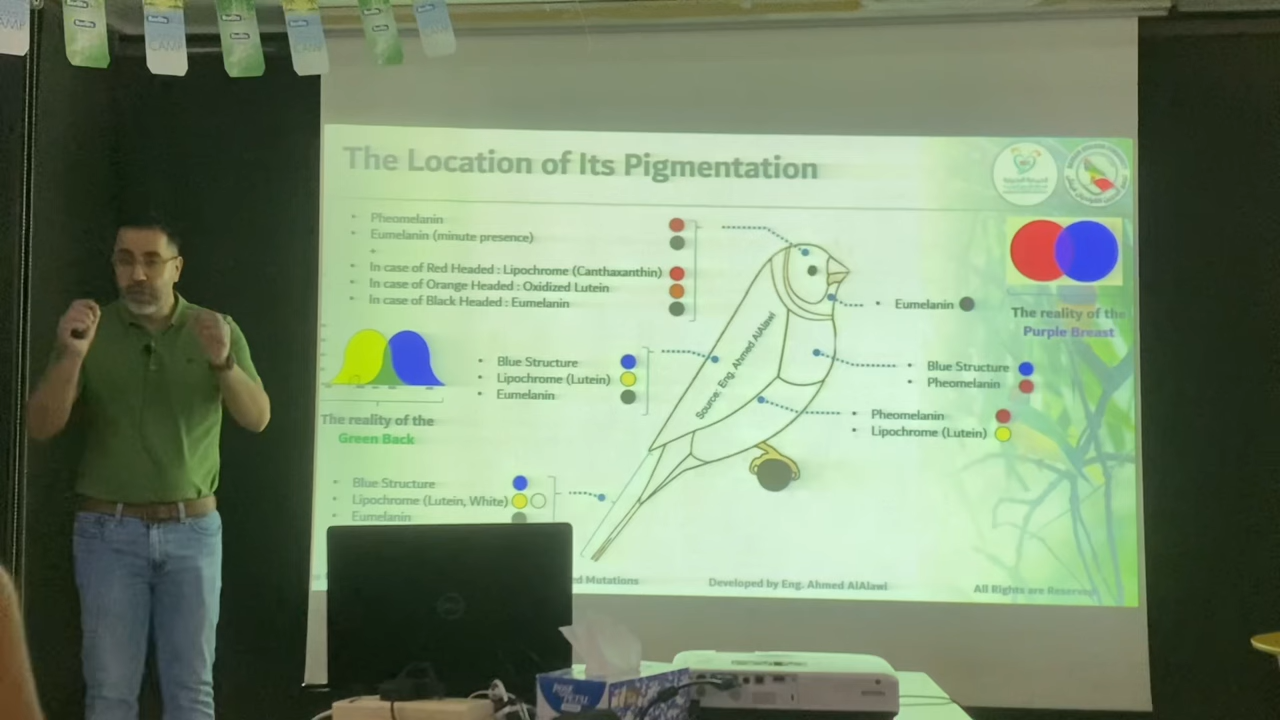 CAMP
CAMP
The Location of Its Pigmentation
Pheomelanin
Eumelanin (minute presence)
+
In case of Red Headed : Lipochrome (Canthaxanthin)
In case of Orange Headed : Oxidized Lutein
In case of Black Headed : Eumelanin
Eumelanin
The reality of the
Purple Breast
Blue Structure
Lipochrome (Lutein)
Eumelanin
Source: Eng. Ahmed AlAlawi
Blue Structure
Pheomelanin
Pheomelanin
Lipochrome (Lutein)
The reality of the
Green Back
Blue Structure
Lipochrome (Lutein, White)
Eumelanin
Mutations
Developed by Eng. Ahmed AlAlawi
All Rights are Reserved
DELL